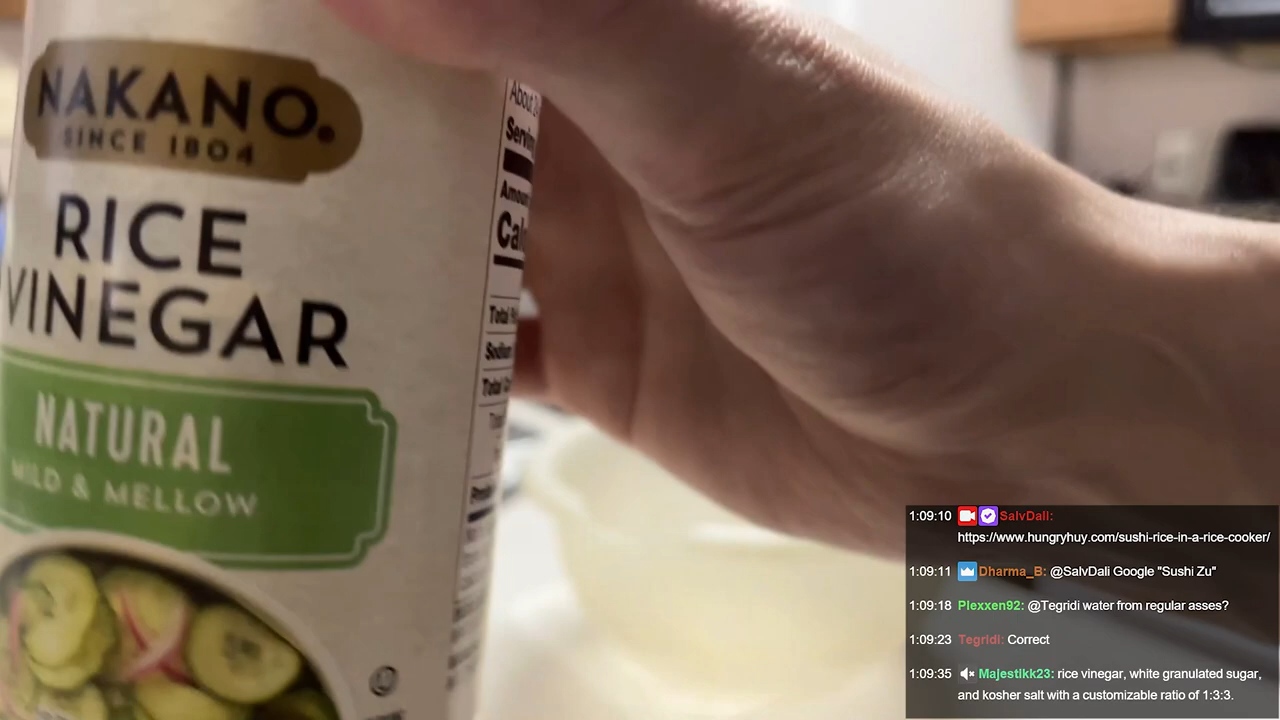 NAKANO®
SINCE 1804
RICE
VINEGAR
NATURAL
MILD & MELLOW
About
Amoun
Total
1:09:10 SalvDali:
https://www.hungryhuy.com/sushi-rice-in-a-rice-cooker/
1:09:11 Dharma_B: @SalvDali Google "Sushi Zu"
1:09:18 Plexxen92: @Tegridi water from regular asses?
1:09:23 Tegridi: Correct
1:09:35 Majestikk23: rice vinegar, white granulated sugar,
and kosher salt with a customizable ratio of 1:3:3.